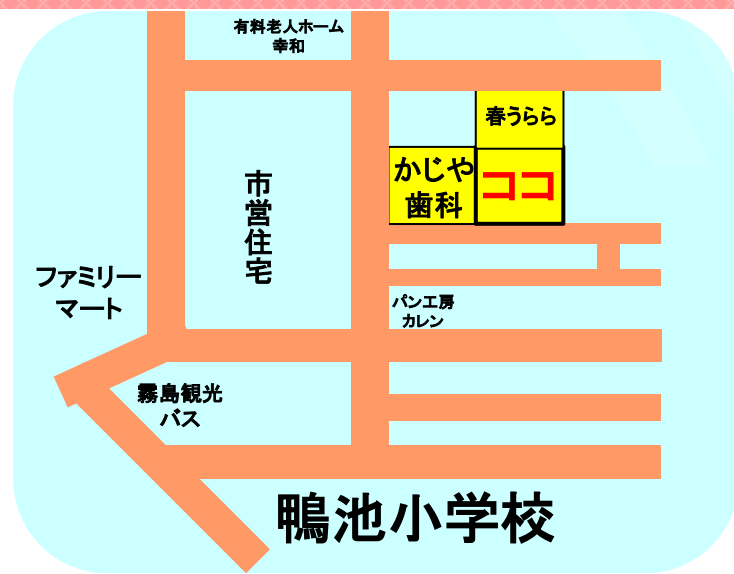 有料老人ホーム
幸和
春うらら
かじや
歯科
ココ
市営住宅
ファミリー
マート
パン工房
カレン
霧島観光
バス
鴨池小学校